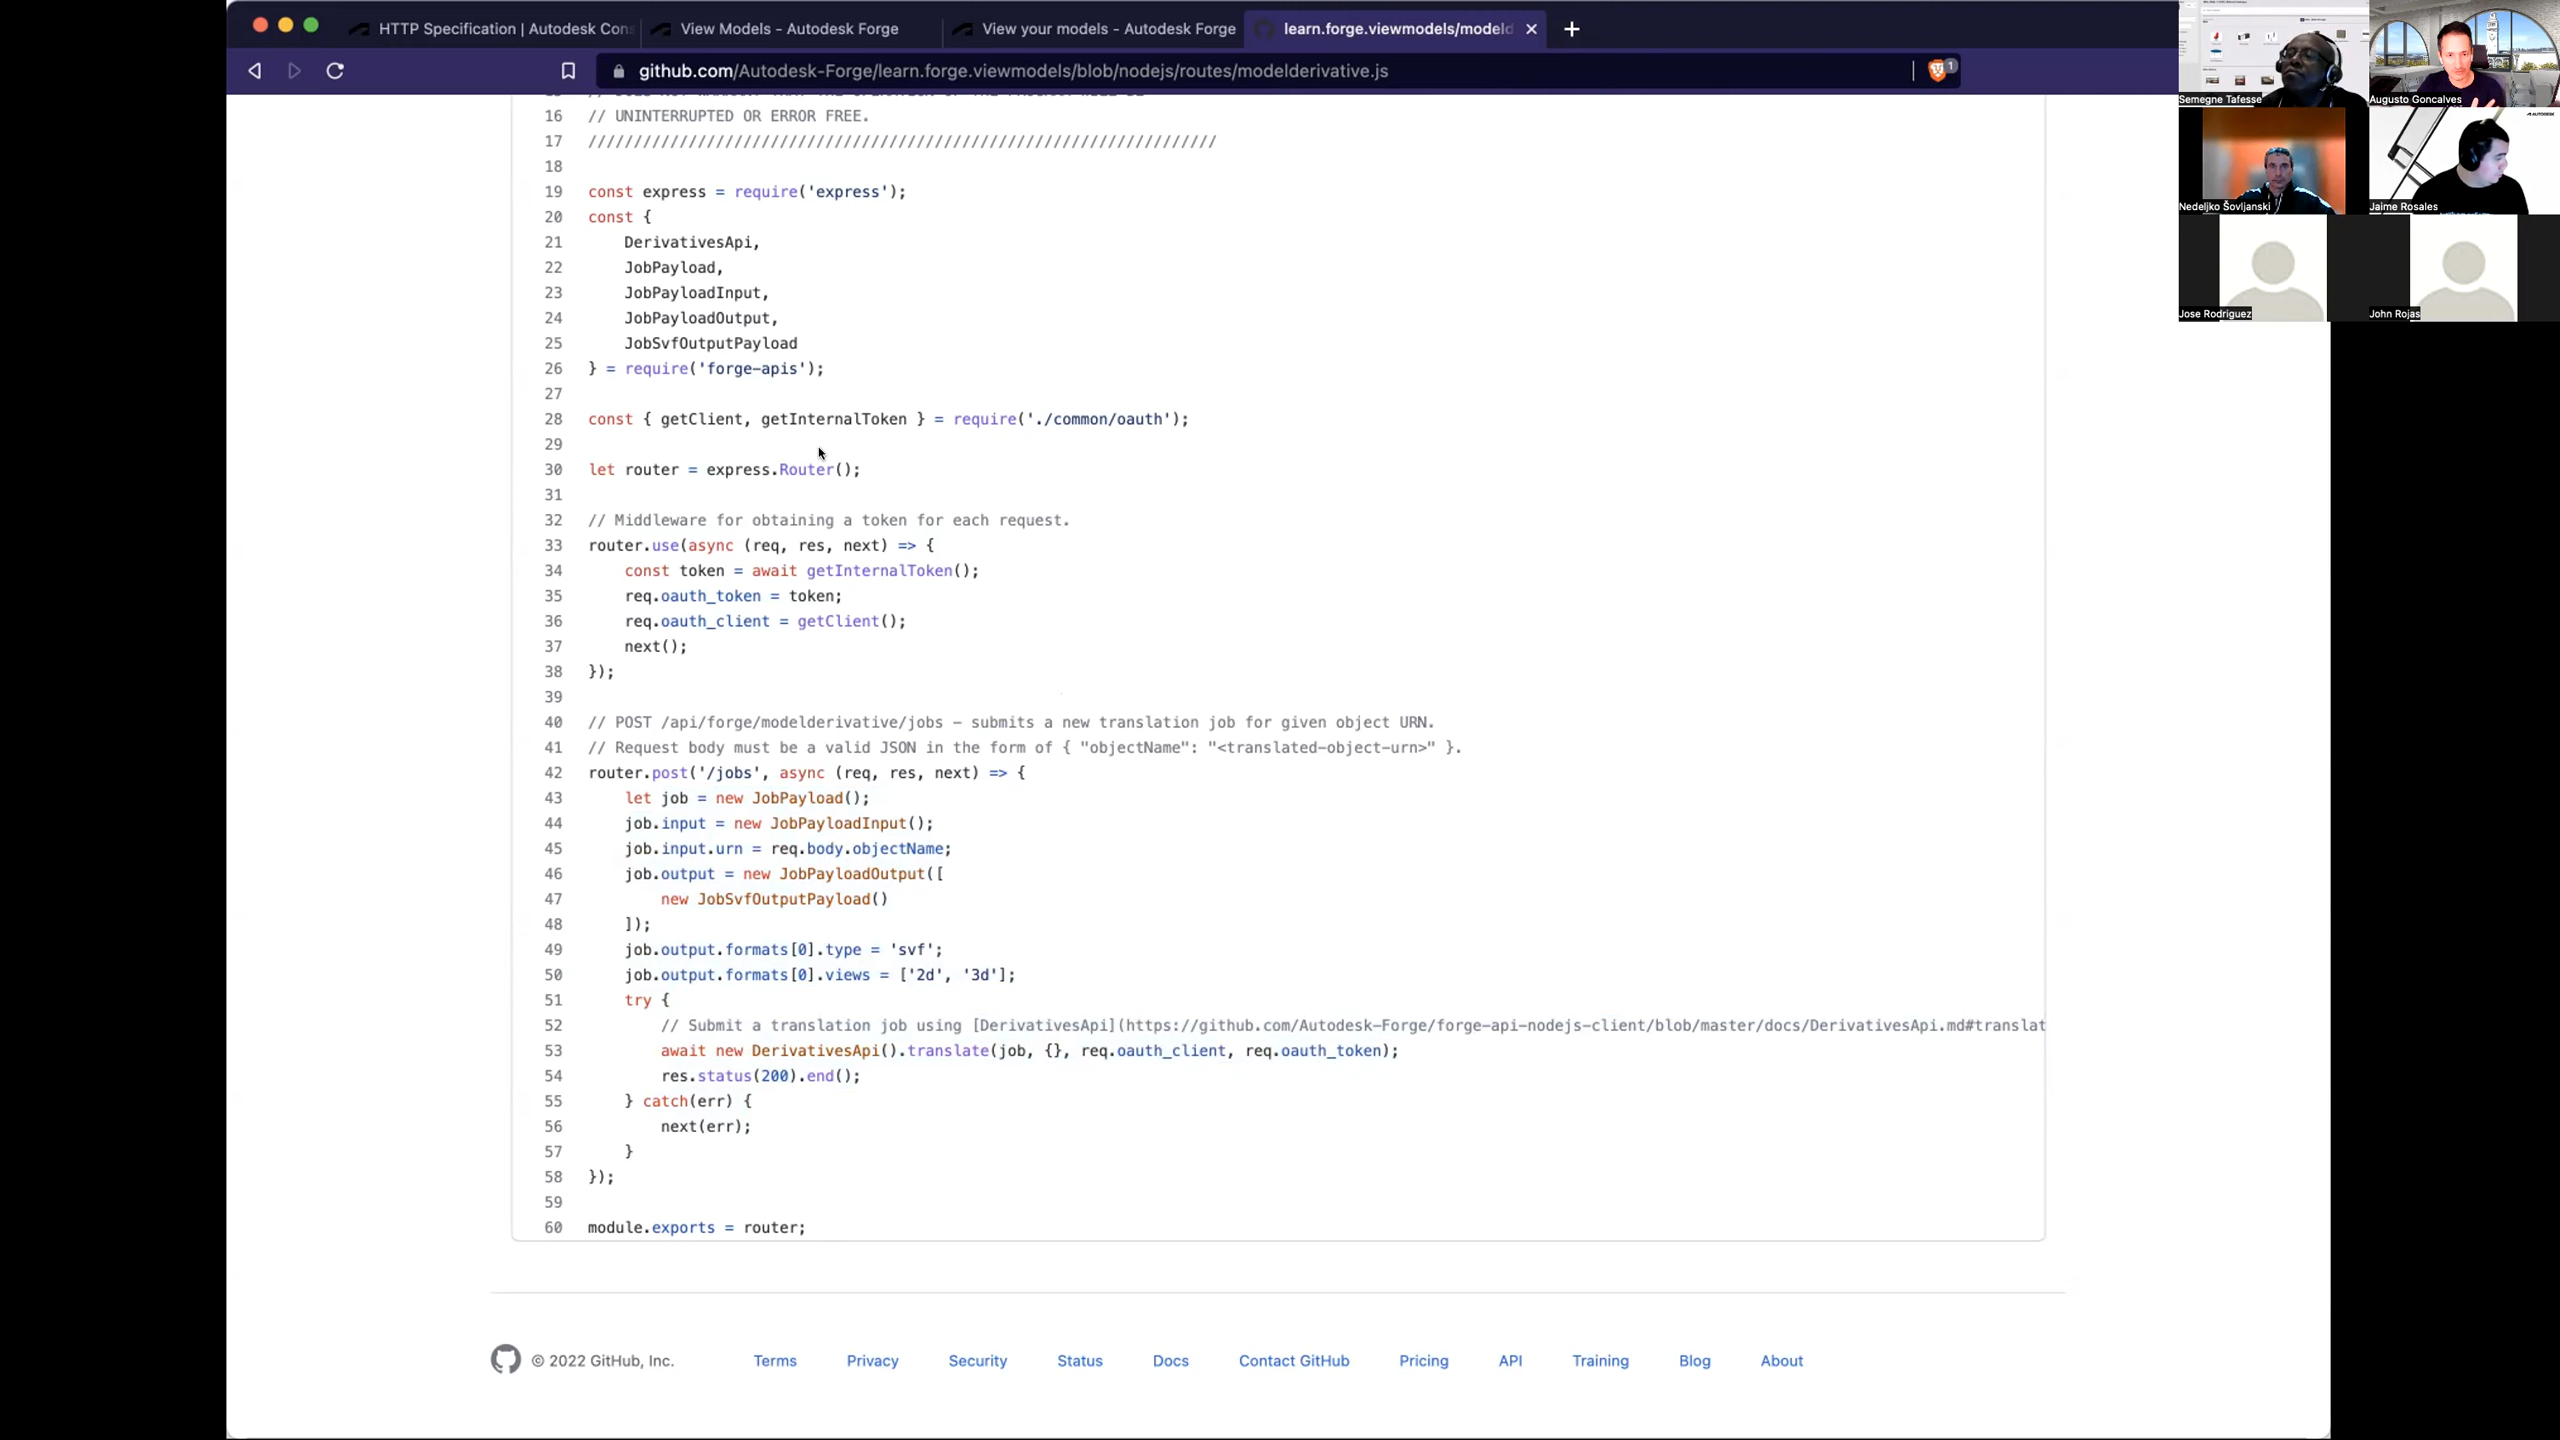 HTTP Specification | Autodesk Con
View Models - Autodesk Forge
View your models - Autodesk Forge
learn.forge.viewmodels/modeld
github.com/Autodesk-Forge/learn.forge.viewmodels/blob/nodejs/routes/modelderivative.js
1
Semegne Tafesse
Augusto Goncalves
AUTODESK
Nedeljko Šovljanski
Jaime Rosales
Jose Rodriguez
John Rojas
16 // UNINTERRUPTED OR ERROR FREE.
17 /////////////////////////////////////////////////////////////////////
18
19 const express = require('express');
20 const {
21 DerivativesApi,
22 JobPayload,
23 JobPayloadInput,
24 JobPayloadOutput,
25 JobSvfOutputPayload
26 } = require('forge-apis');
27
28 const { getClient, getInternalToken } = require('./common/oauth');
29
30 let router = express.Router();
31
32 // Middleware for obtaining a token for each request.
33 router.use(async (req, res, next) => {
34 const token = await getInternalToken();
35 req.oauth_token = token;
36 req.oauth_client = getClient();
37 next();
38 });
39
40 // POST /api/forge/modelderivative/jobs - submits a new translation job for given object URN.
41 // Request body must be a valid JSON in the form of { "objectName": "<translated-object-urn>" }.
42 router.post('/jobs', async (req, res, next) => {
43 let job = new JobPayload();
44 job.input = new JobPayloadInput();
45 job.input.urn = req.body.objectName;
46 job.output = new JobPayloadOutput([
47 new JobSvfOutputPayload()
48 ]);
49 job.output.formats[0].type = 'svf';
50 job.output.formats[0].views = ['2d', '3d'];
51 try {
52 // Submit a translation job using [DerivativesApi](https://github.com/Autodesk-Forge/forge-api-nodejs-client/blob/master/docs/DerivativesApi.md#translat
53 await new DerivativesApi().translate(job, {}, req.oauth_client, req.oauth_token);
54 res.status(200).end();
55 } catch(err) {
56 next(err);
57 }
58 });
59
60 module.exports = router;
© 2022 GitHub, Inc.
Terms
Privacy
Security
Status
Docs
Contact GitHub
Pricing
API
Training
Blog
About